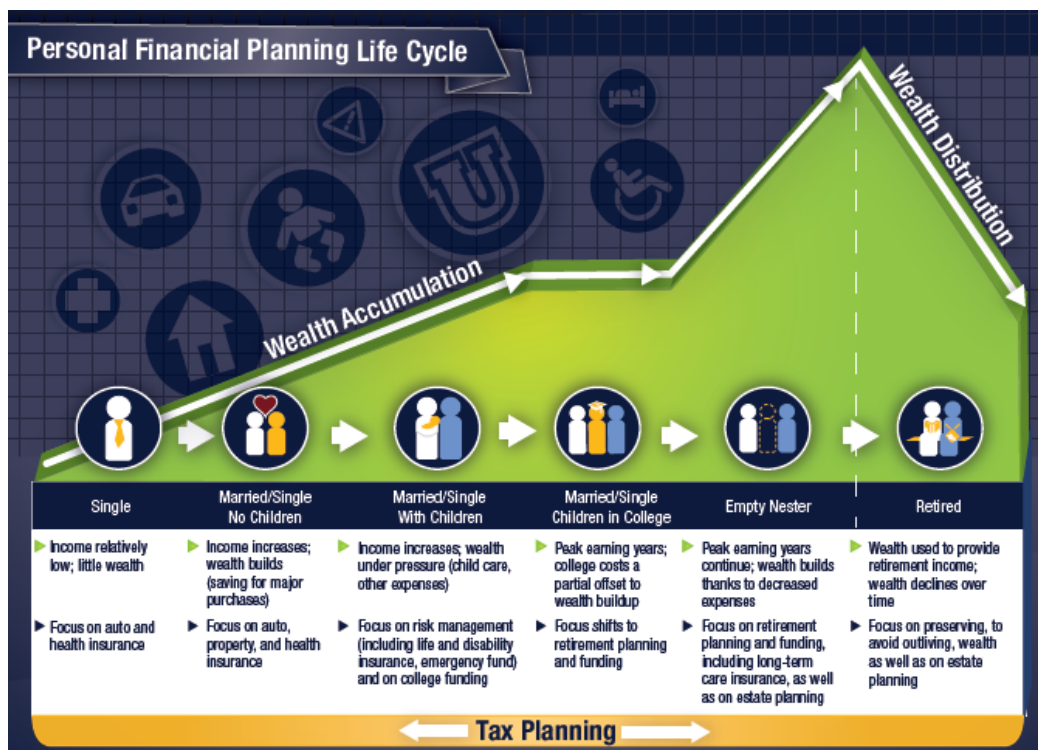 Personal Financial Planning Life Cycle
U
Wealth Accumulation
Wealth Distribution
Single
Married/Single
No Children
Married/Single
With Children
Married/Single
Children in College
Empty Nester
Retired
Income relatively
low; little wealth
Focus on auto and
health insurance
Income increases;
wealth builds
(saving for major
purchases)
Focus on auto,
property, and health
insurance
Income increases; wealth
under pressure (child care,
other expenses)
Focus on risk management
(including life and disability
insurance, emergency fund)
and on college funding
Peak earning years;
college costs a
partial offset to
wealth buildup
Focus shifts to
retirement planning
and funding
Peak earning years
continue; wealth builds
thanks to decreased
expenses
Focus on retirement
planning and funding,
including long-term
care insurance, as well
as on estate planning
Wealth used to provide
retirement income;
wealth declines over
time
Focus on preserving, to
avoid outliving, wealth
as well as on estate
planning
Tax Planning